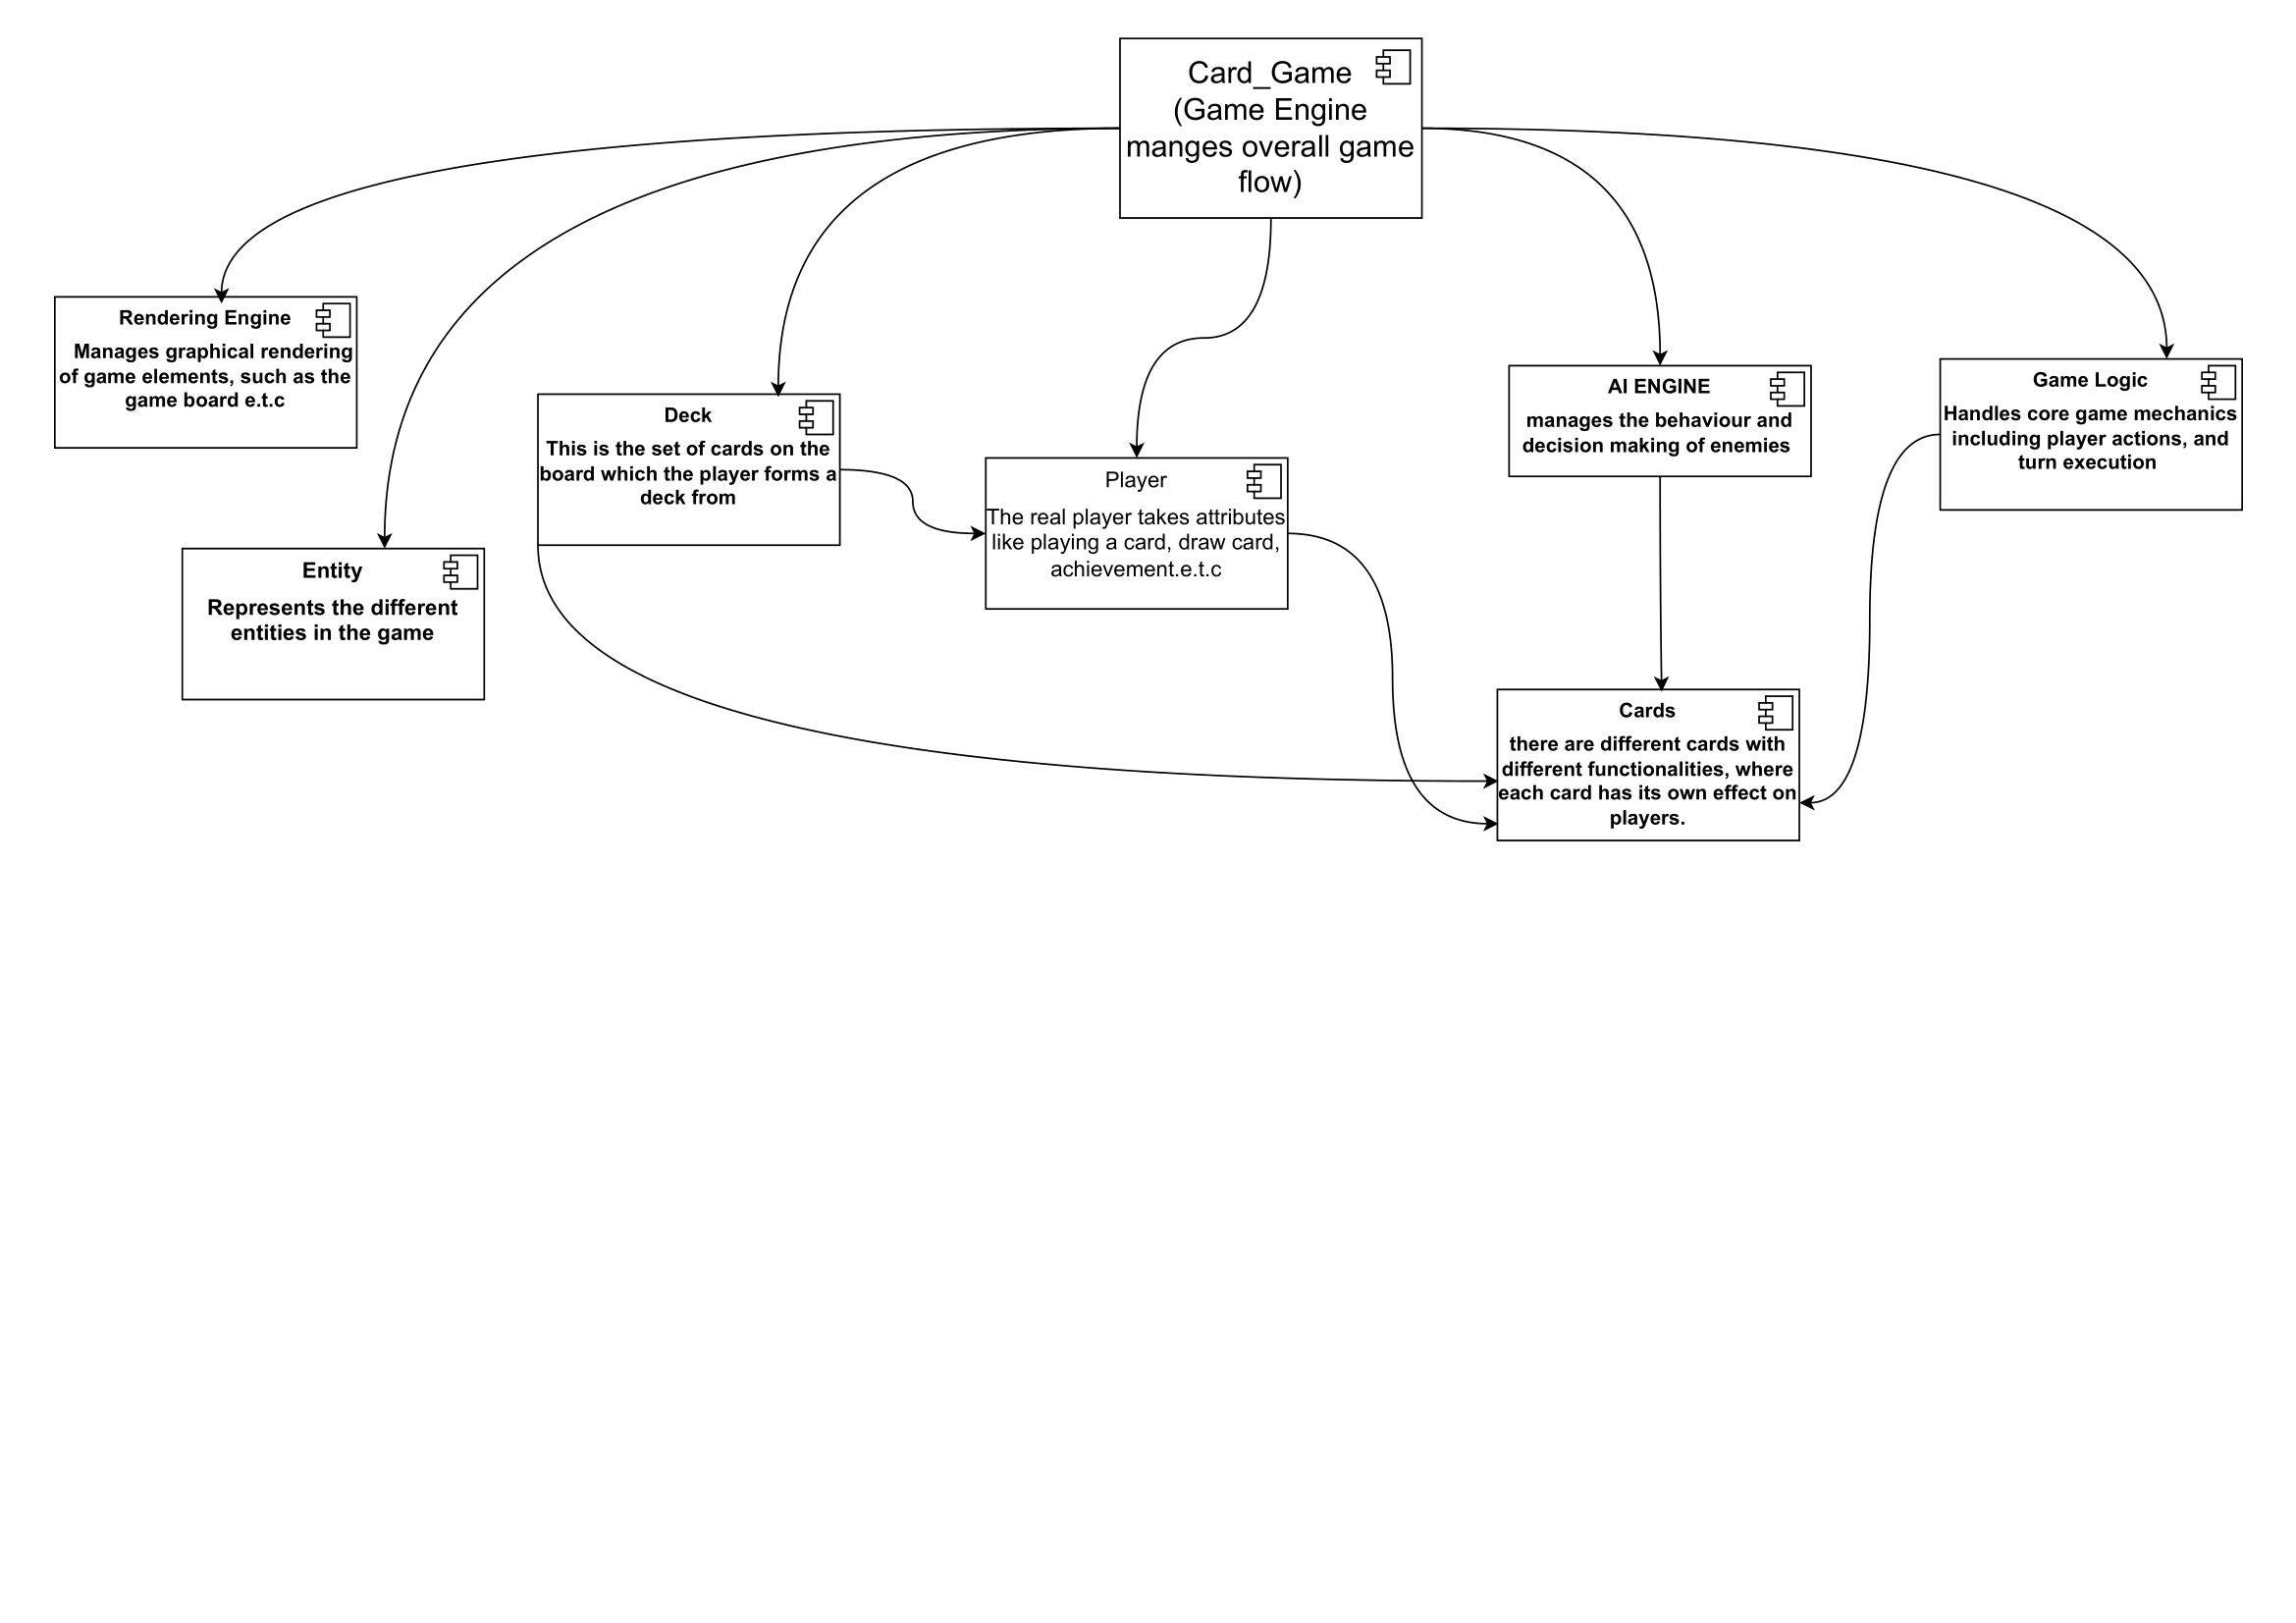 Card_Game
(Game Engine
manges overall game
flow)
Rendering Engine
Manages graphical rendering
of game elements, such as the
game board e.t.c
Entity
Represents the different
entities in the game
Deck
This is the set of cards on the
board which the player forms a
deck from
Player
The real player takes attributes
like playing a card, draw card,
achievement.e.t.c
AI ENGINE
manages the behaviour and
decision making of enemies
Game Logic
Handles core game mechanics
including player actions, and
turn execution
Cards
there are different cards with
different functionalities, where
each card has its own effect on
players.